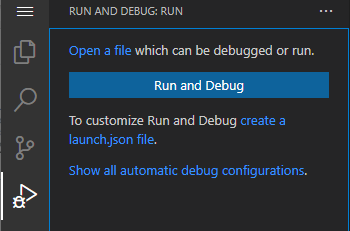 RUN AND DEBUG: RUN
Open a file which can be debugged or run.
Run and Debug
To customize Run and Debug create a
launch.json file.
Show all automatic debug configurations.